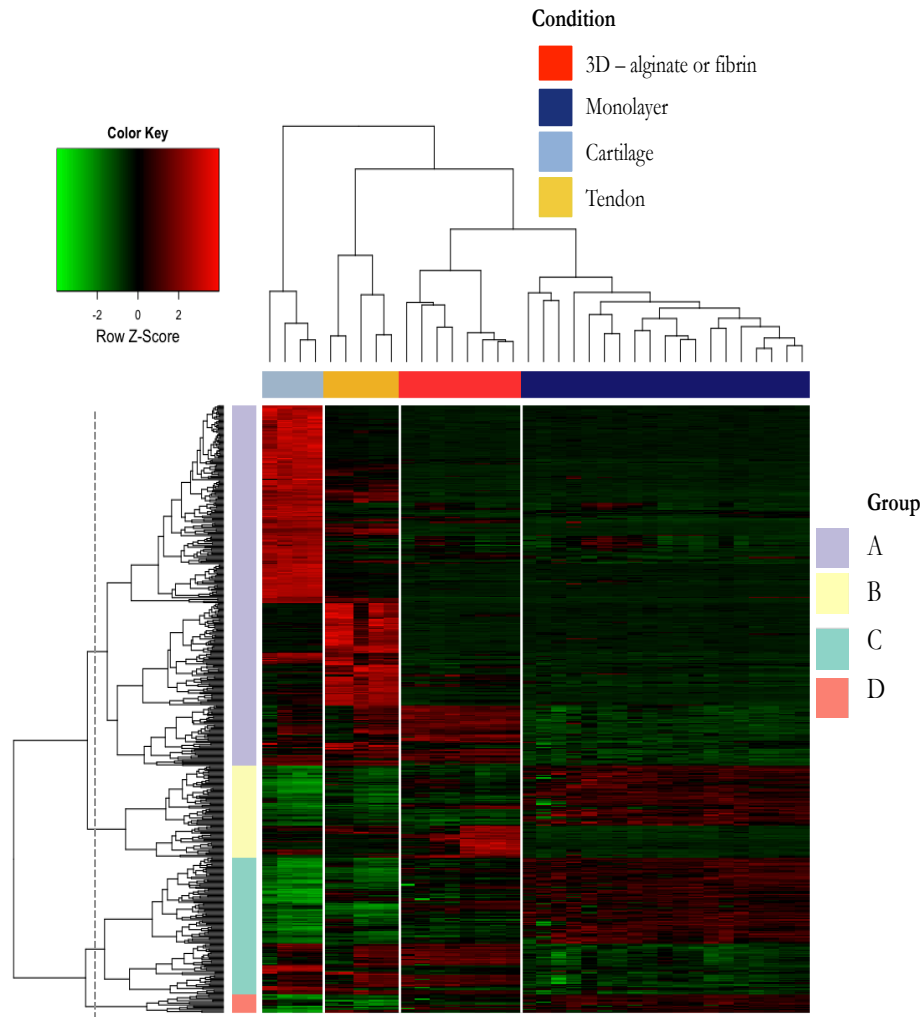 Condition
3D – alginate or fibrin
Monolayer
Cartilage
Tendon
Color Key
-2 0 2
Row Z-Score
Group
A
B
C
D